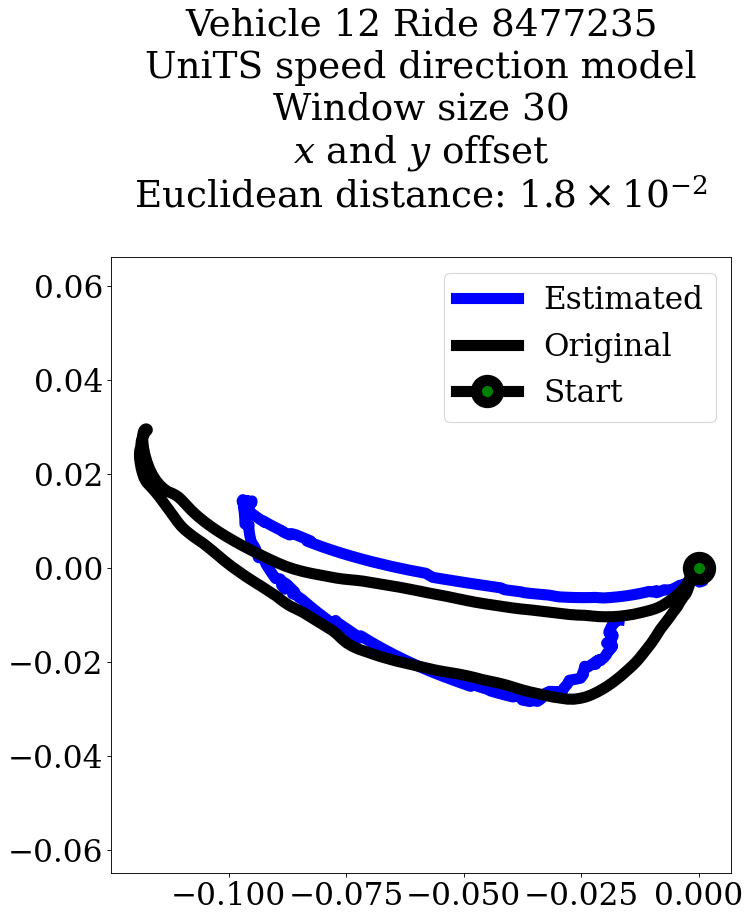 Vehicle 12 Ride 8477235
UniTS speed direction model
Window size 30
x and y offset
Euclidean distance: 1.8 × 10⁻²
Estimated
Original
Start
0.06
0.04
0.02
0.00
−0.02
−0.04
−0.06
−0.100 −0.075 −0.050 −0.025 0.000